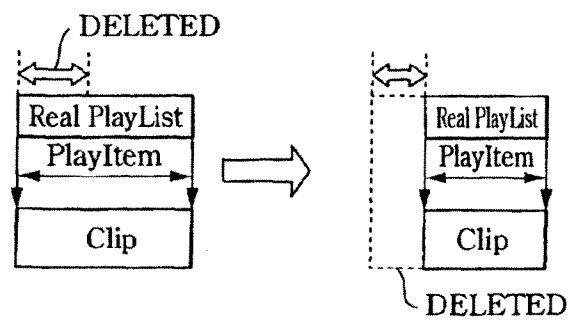 DELETED
Real PlayList
PlayItem
Clip
Real PlayList
PlayItem
Clip
DELETED